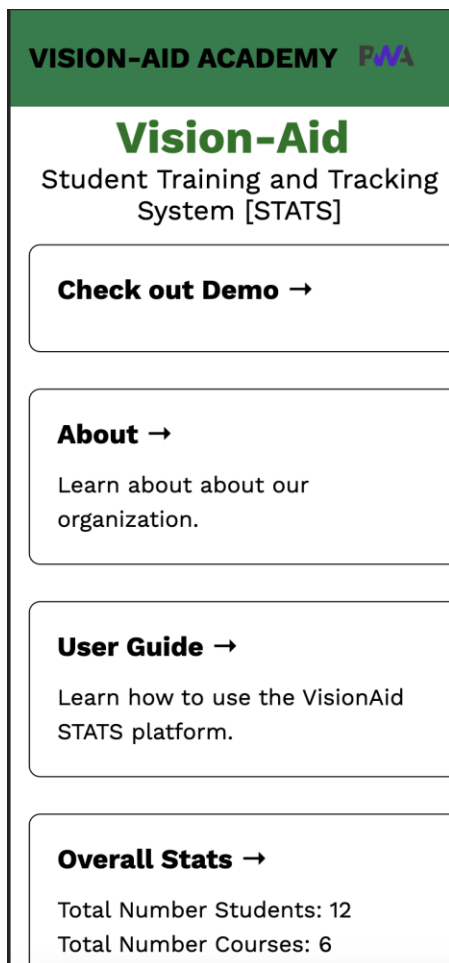 VISION-AID ACADEMY PWA
Vision-Aid
Student Training and Tracking
System [STATS]
Check out Demo →
About →
Learn about about our
organization.
User Guide →
Learn how to use the VisionAid
STATS platform.
Overall Stats →
Total Number Students: 12
Total Number Courses: 6